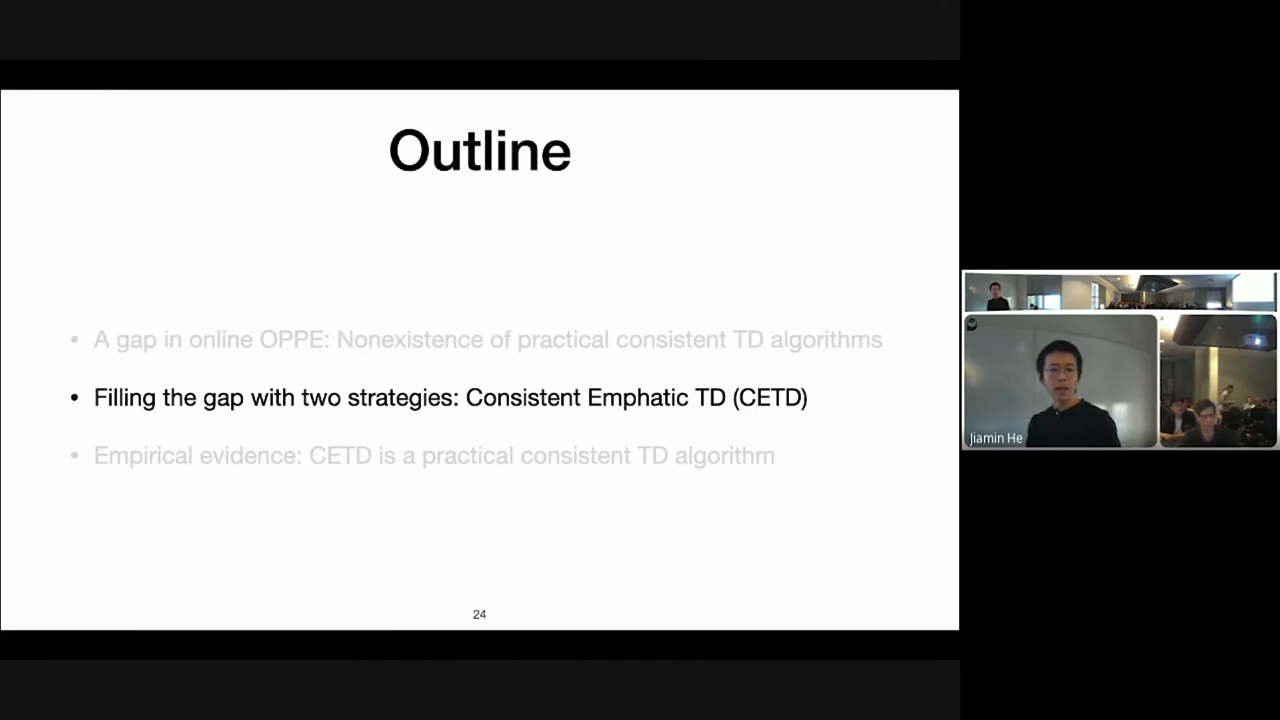 Outline
• A gap in online OPPE: Nonexistence of practical consistent TD algorithms
• Filling the gap with two strategies: Consistent Emphatic TD (CETD)
• Empirical evidence: CETD is a practical consistent TD algorithm
24
Jiamin He